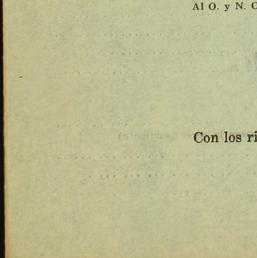 Al O. y N. O
Con los ri